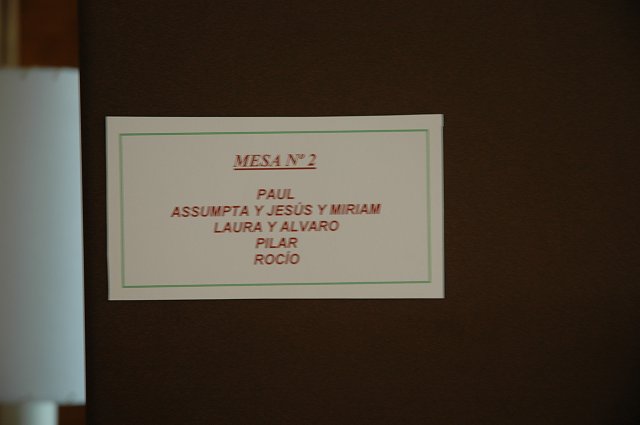 MESA Nº 2
PAUL
ASSUMPTA Y JESÚS Y MIRIAM
LAURA Y ALVARO
PILAR
ROCÍO